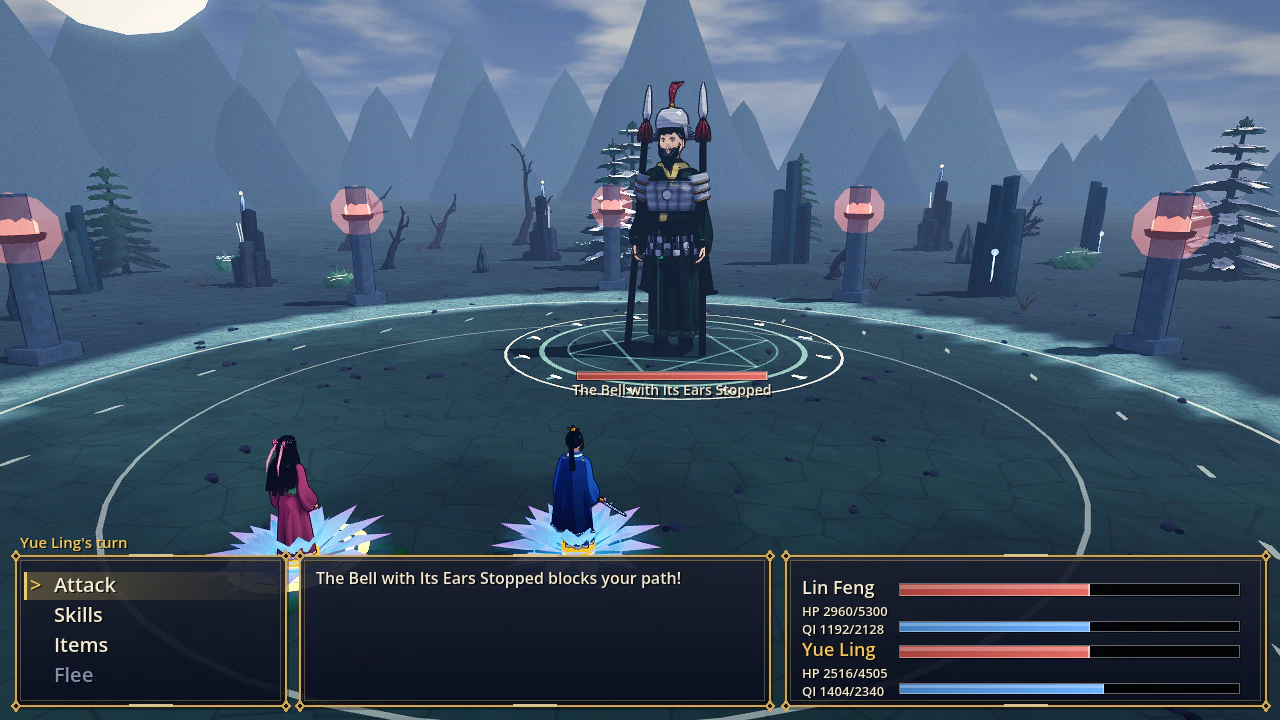 The Bell with Its Ears Stopped
Yue Ling's turn
> Attack
Skills
Items
Flee
The Bell with Its Ears Stopped blocks your path!
Lin Feng
HP 2960/5300
QI 1192/2128
Yue Ling
HP 2516/4505
QI 1404/2340